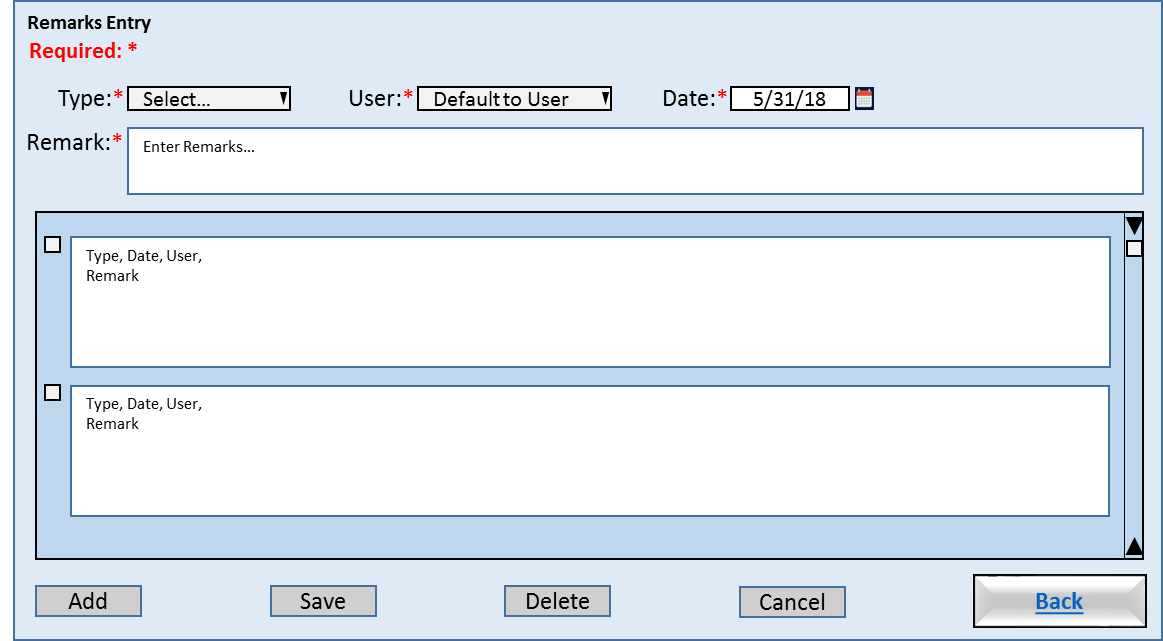 Remarks Entry
Required: *
Type:* Select... User:* Default to User Date:* 5/31/18
Remark:* Enter Remarks...
Type, Date, User,
Remark
Type, Date, User,
Remark
Add Save Delete Cancel Back